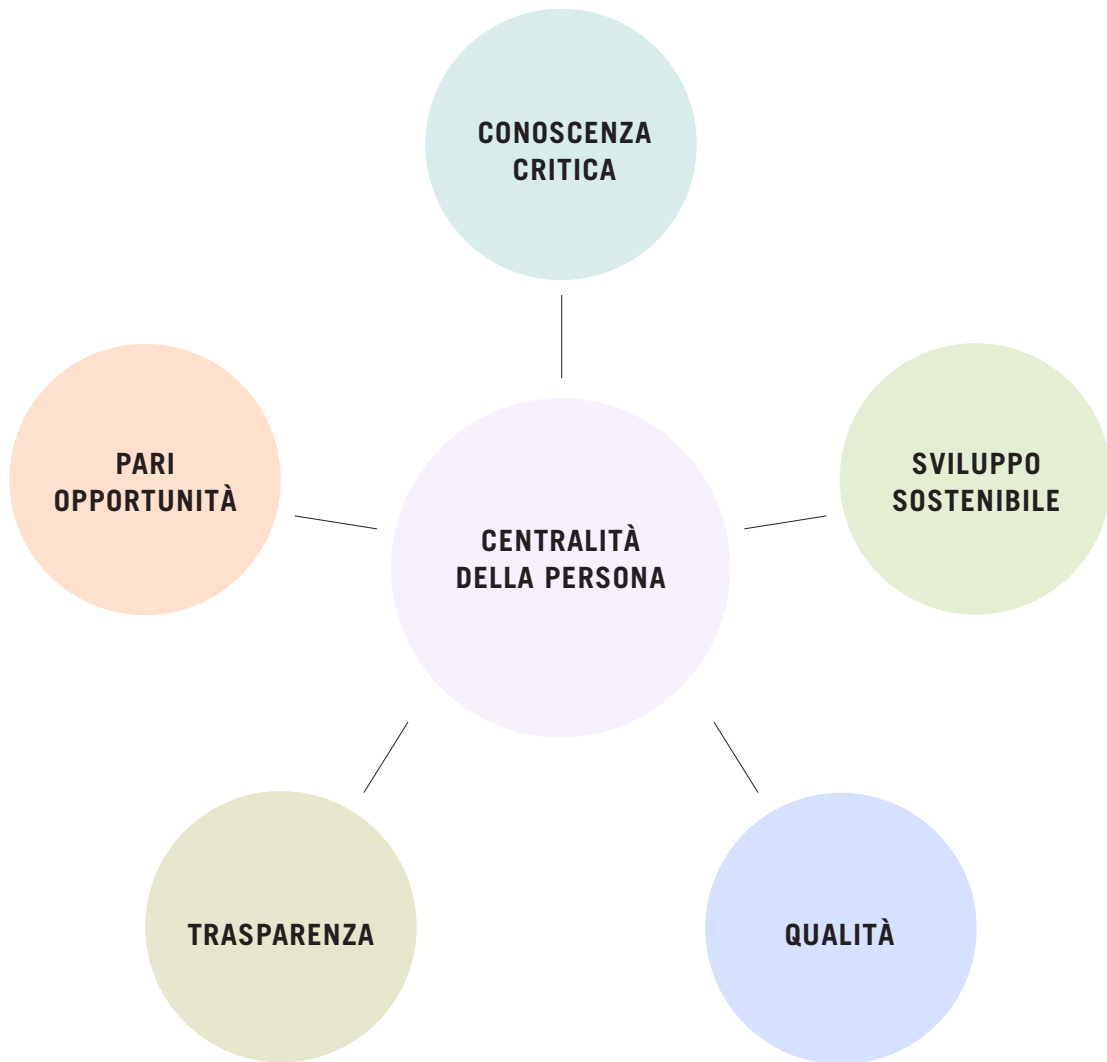 CONOSCENZA
CRITICA
PARI
OPPORTUNITÀ
SVILUPPO
SOSTENIBILE
CENTRALITÀ
DELLA PERSONA
TRASPARENZA
QUALITÀ